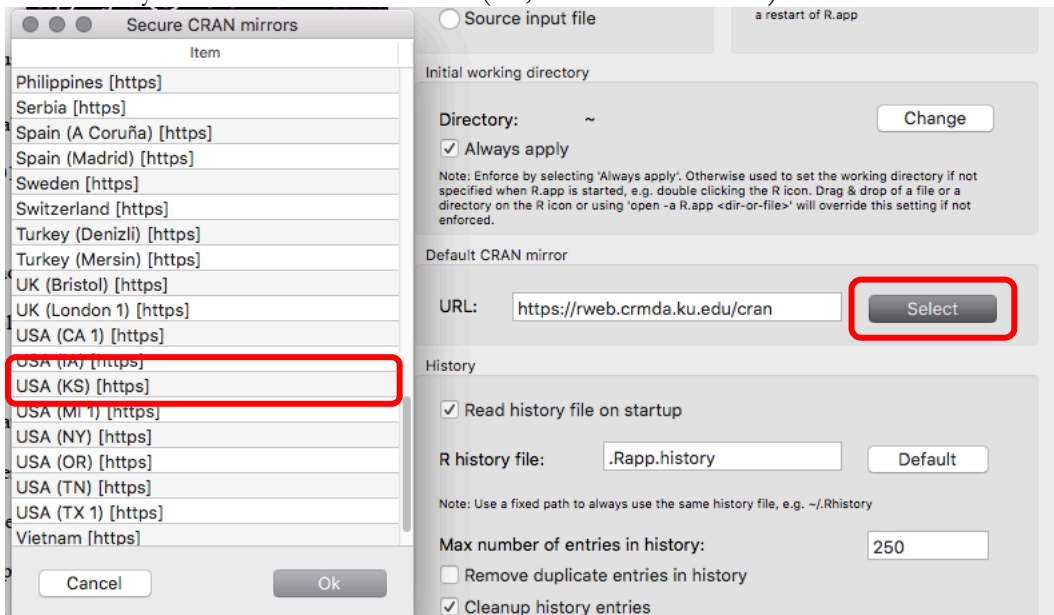 Secure CRAN mirrors
Item
Philippines [https]
Serbia [https]
Spain (A Coruña) [https]
Spain (Madrid) [https]
Sweden [https]
Switzerland [https]
Turkey (Denizli) [https]
Turkey (Mersin) [https]
UK (Bristol) [https]
UK (London 1) [https]
USA (CA 1) [https]
USA (IA) [https]
USA (KS) [https]
USA (MI 1) [https]
USA (NY) [https]
USA (OR) [https]
USA (TN) [https]
USA (TX 1) [https]
Vietnam [https]
Cancel
Ok
Source input file
a restart of R.app
Initial working directory
Directory: ~
Change
Always apply
Note: Enforce by selecting 'Always apply'. Otherwise used to set the working directory if not
specified when R.app is started, e.g. double clicking the R icon. Drag & drop of a file or a
directory on the R icon or using 'open -a R.app <dir-or-file>' will override this setting if not
enforced.
Default CRAN mirror
URL: https://rweb.crmda.ku.edu/cran
Select
History
Read history file on startup
R history file: .Rapp.history
Default
Note: Use a fixed path to always use the same history file, e.g. ~/.Rhistory
Max number of entries in history: 250
Remove duplicate entries in history
Cleanup history entries